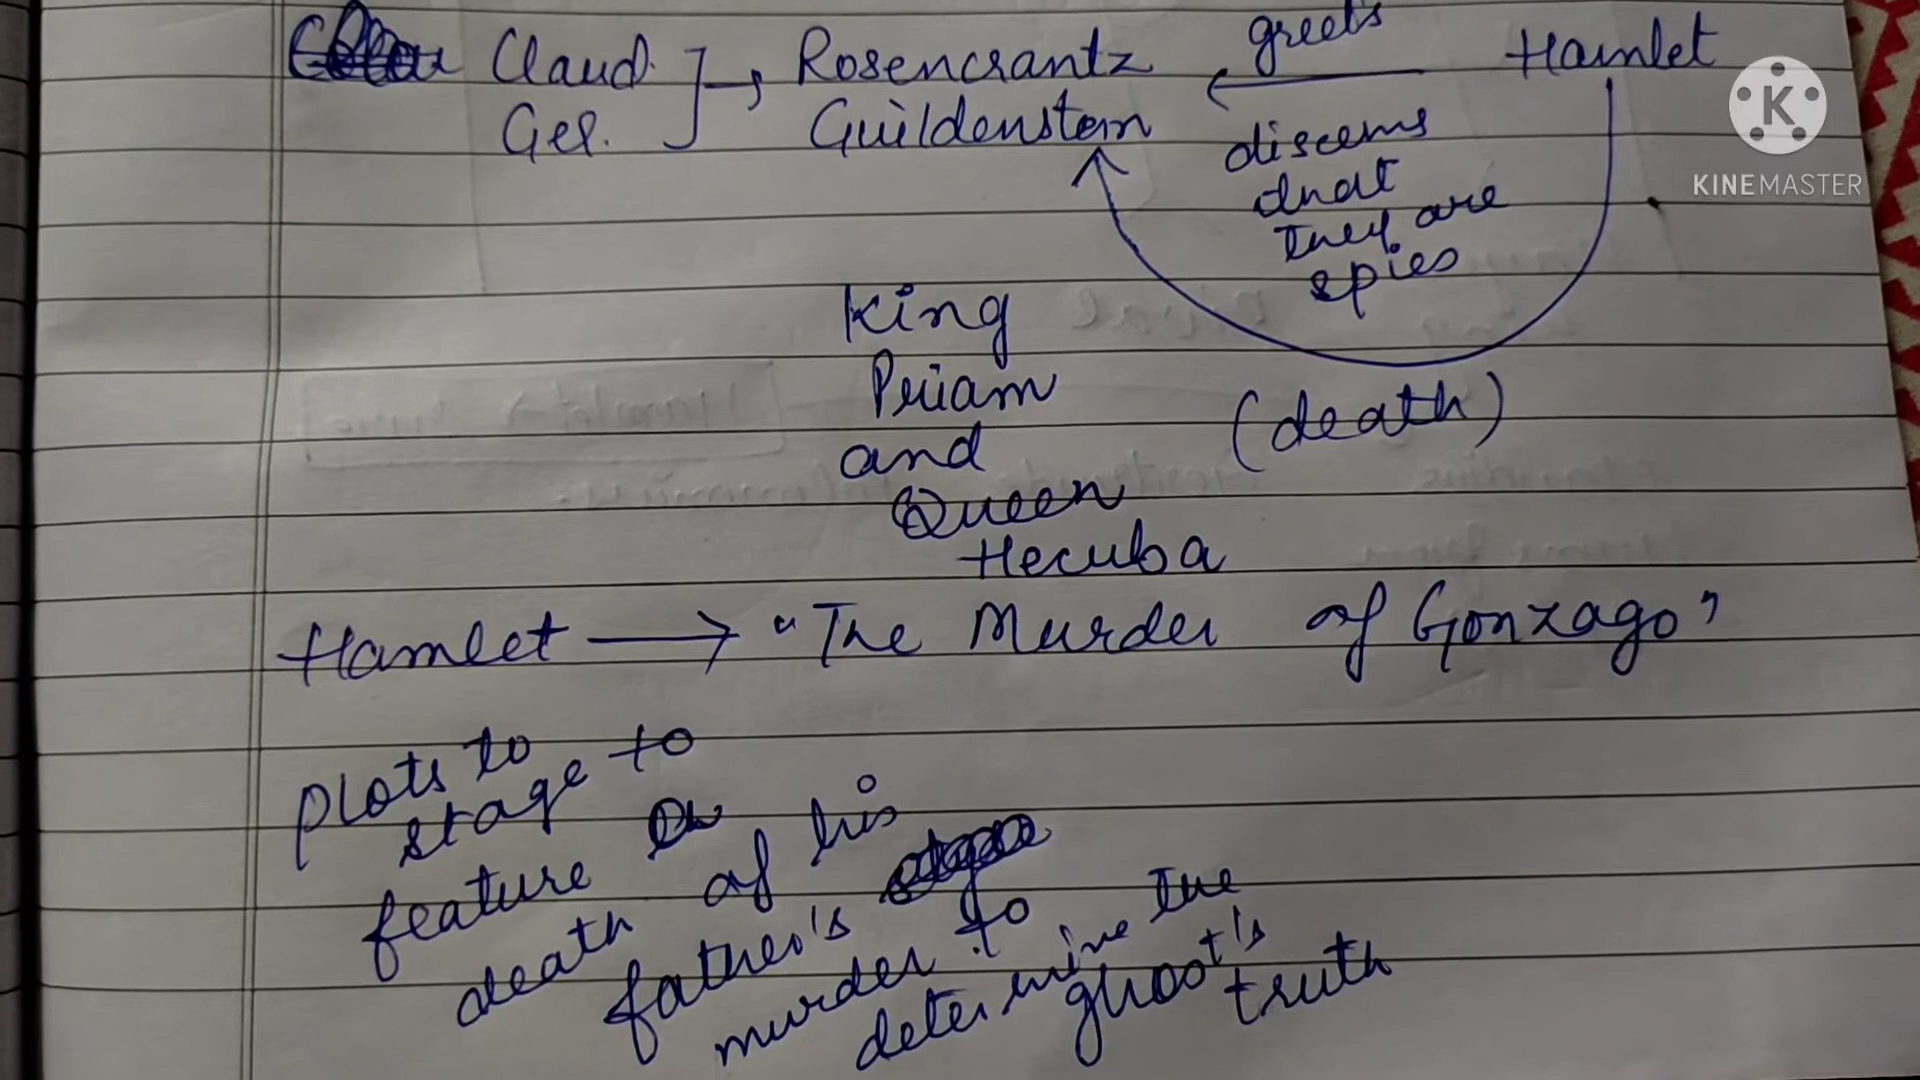 greets
Claud. ] → Rosencrantz ← Hamlet
Ger. Guildenstern
discerns
that
they are
spies
K
KINEMASTER
King
Priam
and
Queen
Hecuba
(death)
Hamlet → "The Murder of Gonzago"
plots to
stage to
feature
death of his
father's
murder to
determine the
ghost's
truth